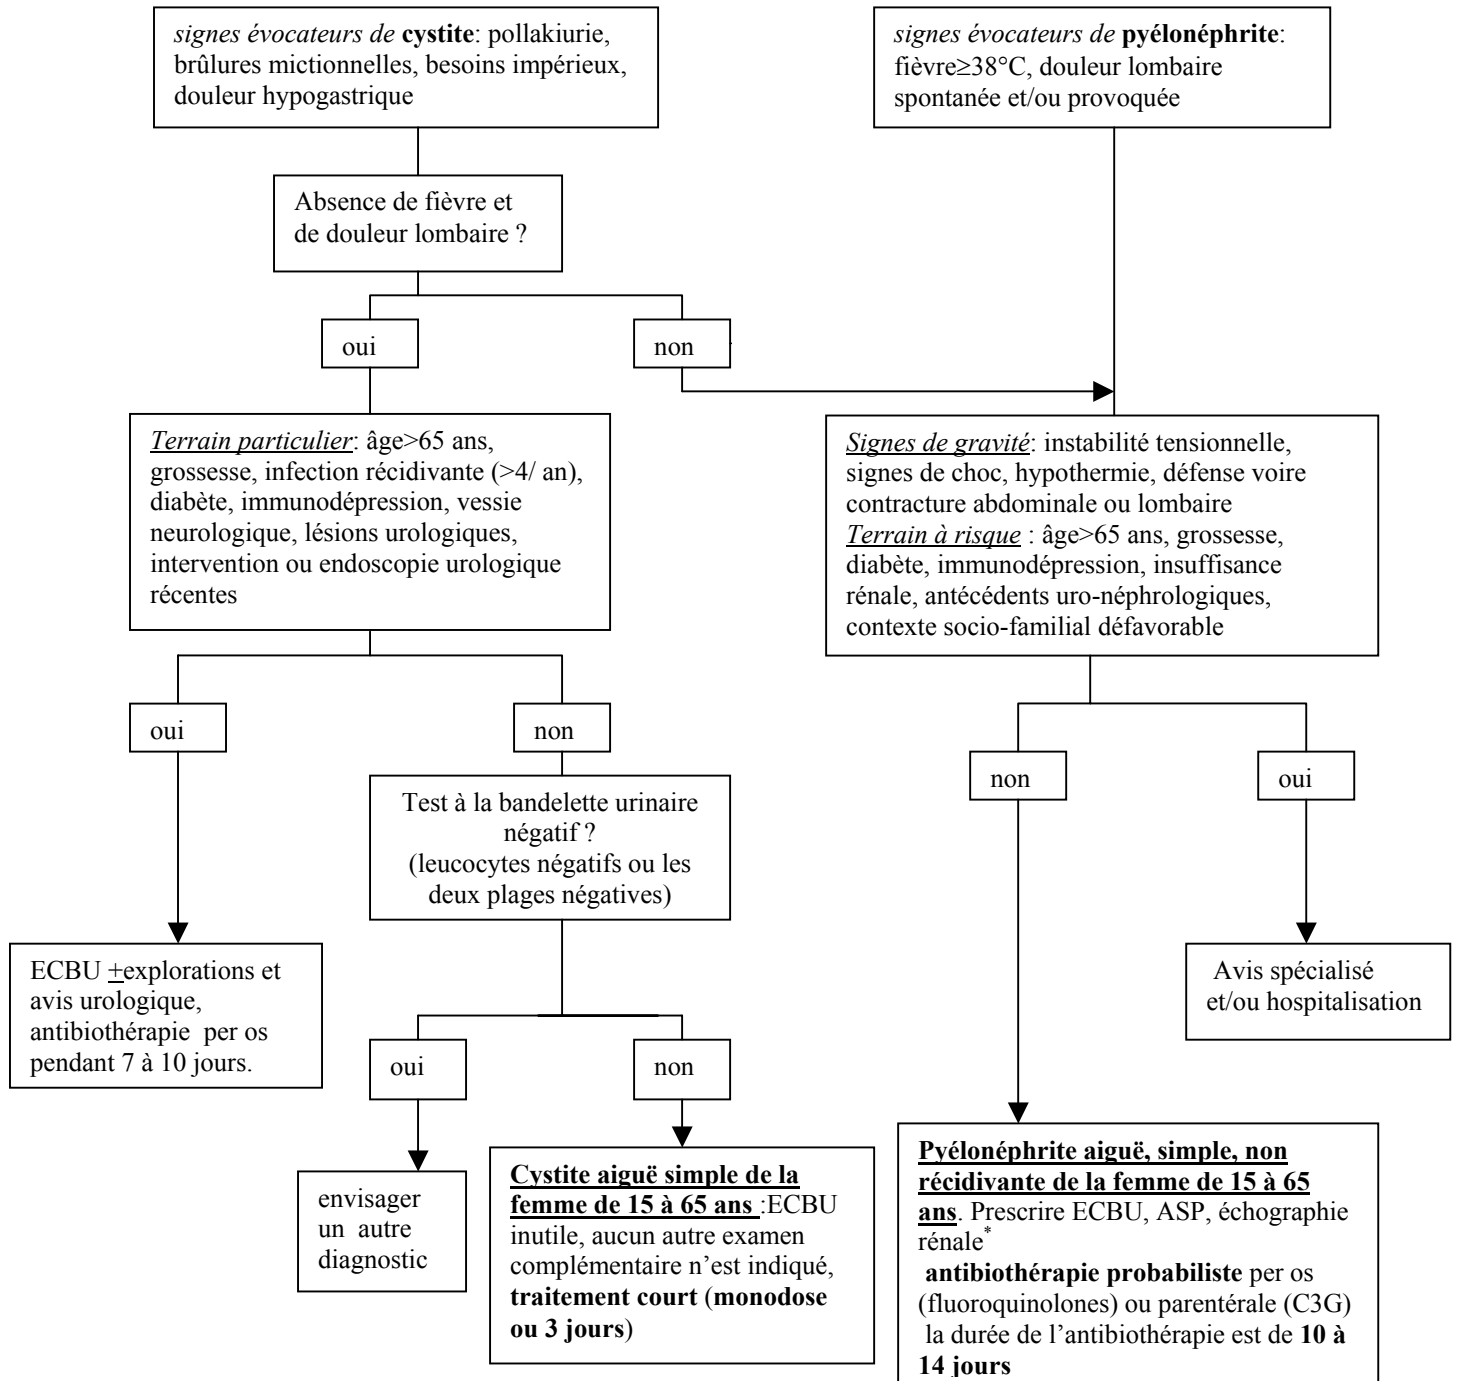 signes évocateurs de cystite: pollakiurie,
brûlures mictionnelles, besoins impérieux,
douleur hypogastrique
signes évocateurs de pyélonéphrite:
fièvre≥38°C, douleur lombaire
spontanée et/ou provoquée
Absence de fièvre et
de douleur lombaire ?
oui
non
Terrain particulier: âge>65 ans,
grossesse, infection récidivante (>4/ an),
diabète, immunodépression, vessie
neurologique, lésions urologiques,
intervention ou endoscopie urologique
récentes
Signes de gravité: instabilité tensionnelle,
signes de choc, hypothermie, défense voire
contracture abdominale ou lombaire
Terrain à risque : âge>65 ans, grossesse,
diabète, immunodépression, insuffisance
rénale, antécédents uro-néphrologiques,
contexte socio-familial défavorable
oui
non
non
oui
Test à la bandelette urinaire
négatif ?
(leucocytes négatifs ou les
deux plages négatives)
ECBU +explorations et
avis urologique,
antibiothérapie per os
pendant 7 à 10 jours.
Avis spécialisé
et/ou hospitalisation
oui
non
envisager
un autre
diagnostic
Cystite aiguë simple de la
femme de 15 à 65 ans :ECBU
inutile, aucun autre examen
complémentaire n’est indiqué,
traitement court (monodose
ou 3 jours)
Pyélonéphrite aiguë, simple, non
récidivante de la femme de 15 à 65
ans. Prescrire ECBU, ASP, échographie
rénale*
antibiothérapie probabiliste per os
(fluoroquinolones) ou parentérale (C3G)
la durée de l’antibiothérapie est de 10 à
14 jours